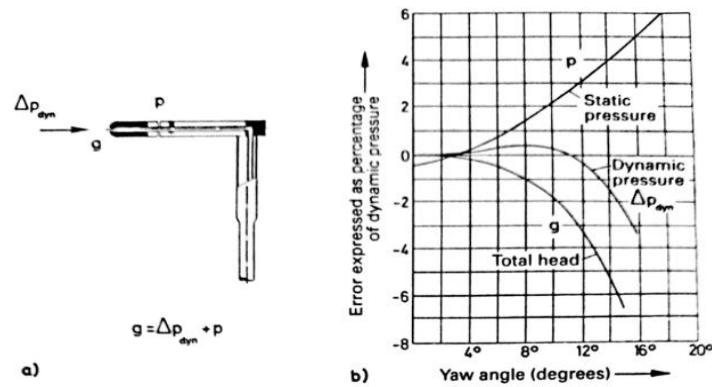 a)
Δp_dyn
p
g
g = Δp_dyn + p
b)
Error expressed as percentage
of dynamic pressure
6
4
2
0
-2
-4
-6
-8
p
Static
pressure
Dynamic
pressure
Δp_dyn
g
Total head
4° 8° 12° 16° 20°
Yaw angle (degrees)